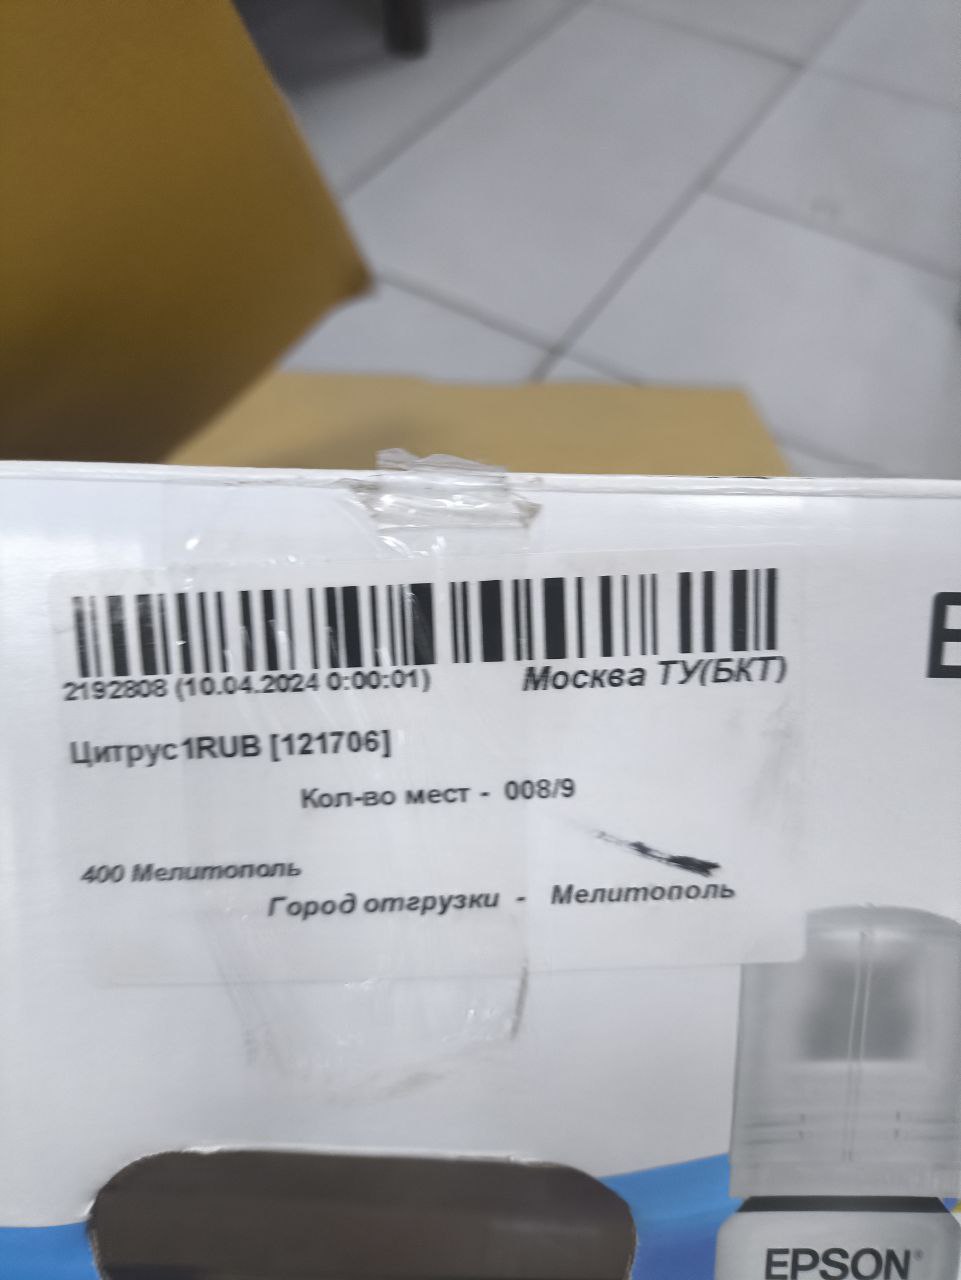 2192808 (10.04.2024 0:00:01) Москва ТУ(БКТ)
Цитрус1RUB [121706]
Кол-во мест - 008/9
400 Мелитополь
Город отгрузки - Мелитополь
E
EPSON®